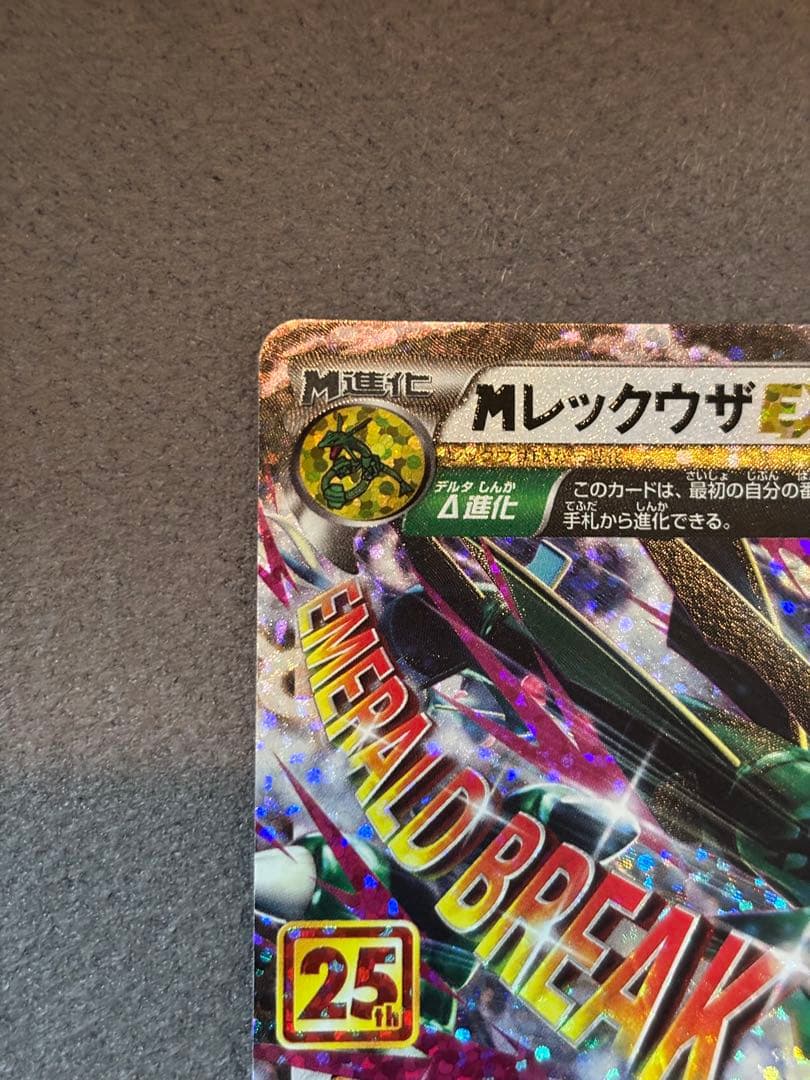 M進化
MレックウザE
デルタ しんか
Δ進化
さいしょ じぶん
このカードは、最初の自分の番
てふだ しんか
手札から進化できる。
EMERALD BREAK
25th